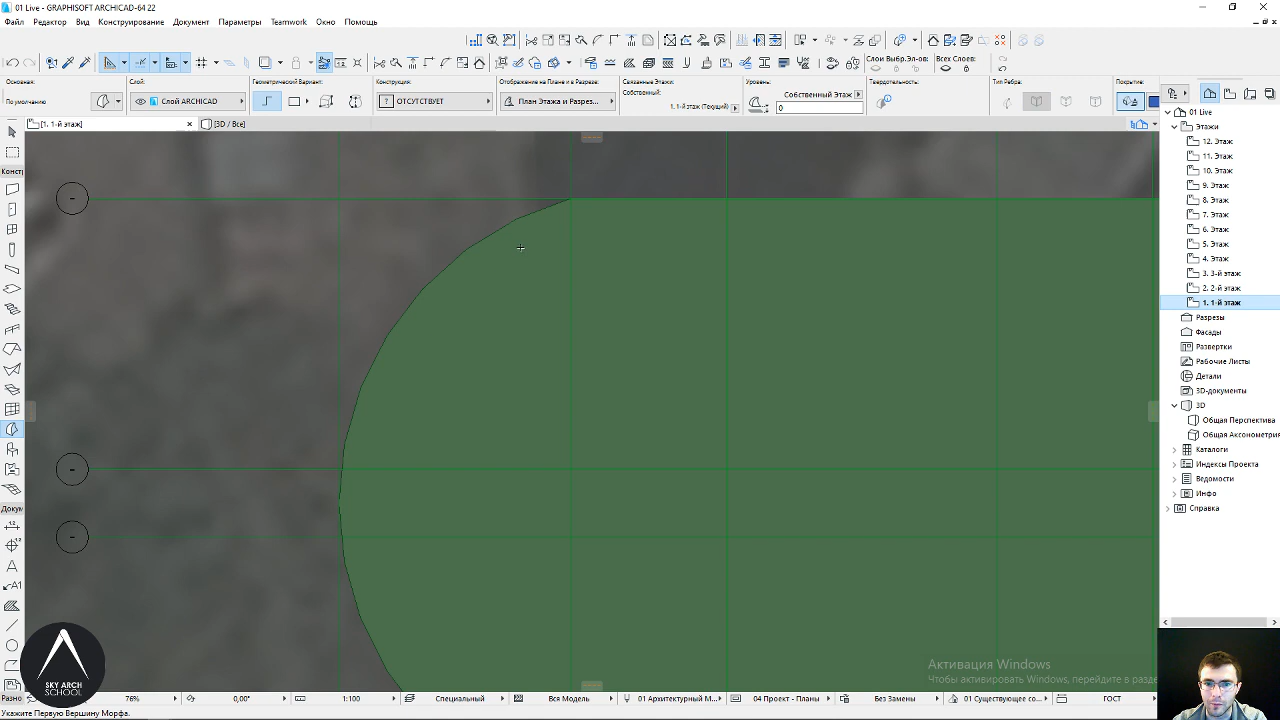 01 Live - GRAPHISOFT ARCHICAD-64 22
Файл Редактор Вид Конструирование Документ Параметры Teamwork Окно Помощь
Слои Выбр.Эл-ов: Всех Слоев:
Основная: Слой: Геометрический Вариант: Конструкция: Отображение на Плане и в Разрезе: Связанные Этажи: Уровень: Собственный Этаж Твердотельность: Тип Ребра: Покрытие:
По умолчанию Слой ARCHICAD ОТСУТСТВУЕТ План Этажа и Разрез... Собственный: 1. 1-й этаж (Текущий) 0
[1. 1-й этаж] [3D / Все]
Констр
Докум
A
A1
Разно
01 Live
Этажи
12. Этаж
11. Этаж
10. Этаж
9. Этаж
8. Этаж
7. Этаж
6. Этаж
5. Этаж
4. Этаж
3. 3-й этаж
2. 2-й этаж
1. 1-й этаж
Разрезы
Фасады
Развертки
Рабочие Листы
Детали
3D-документы
3D
Общая Перспектива
Общая Аксонометрия
Каталоги
Индексы Проекта
Ведомости
Инфо
Справка
SKY ARCH
SCHOOL
Активация Windows
Чтобы активировать Windows, перейдите в разде
76% 0,00° 1:100 Специальный Вся Модель 01 Архитектурный М... 04 Проект - Планы Без Замены 01 Существующее со... ГОСТ
Укажите Первую Вершину Морфа.